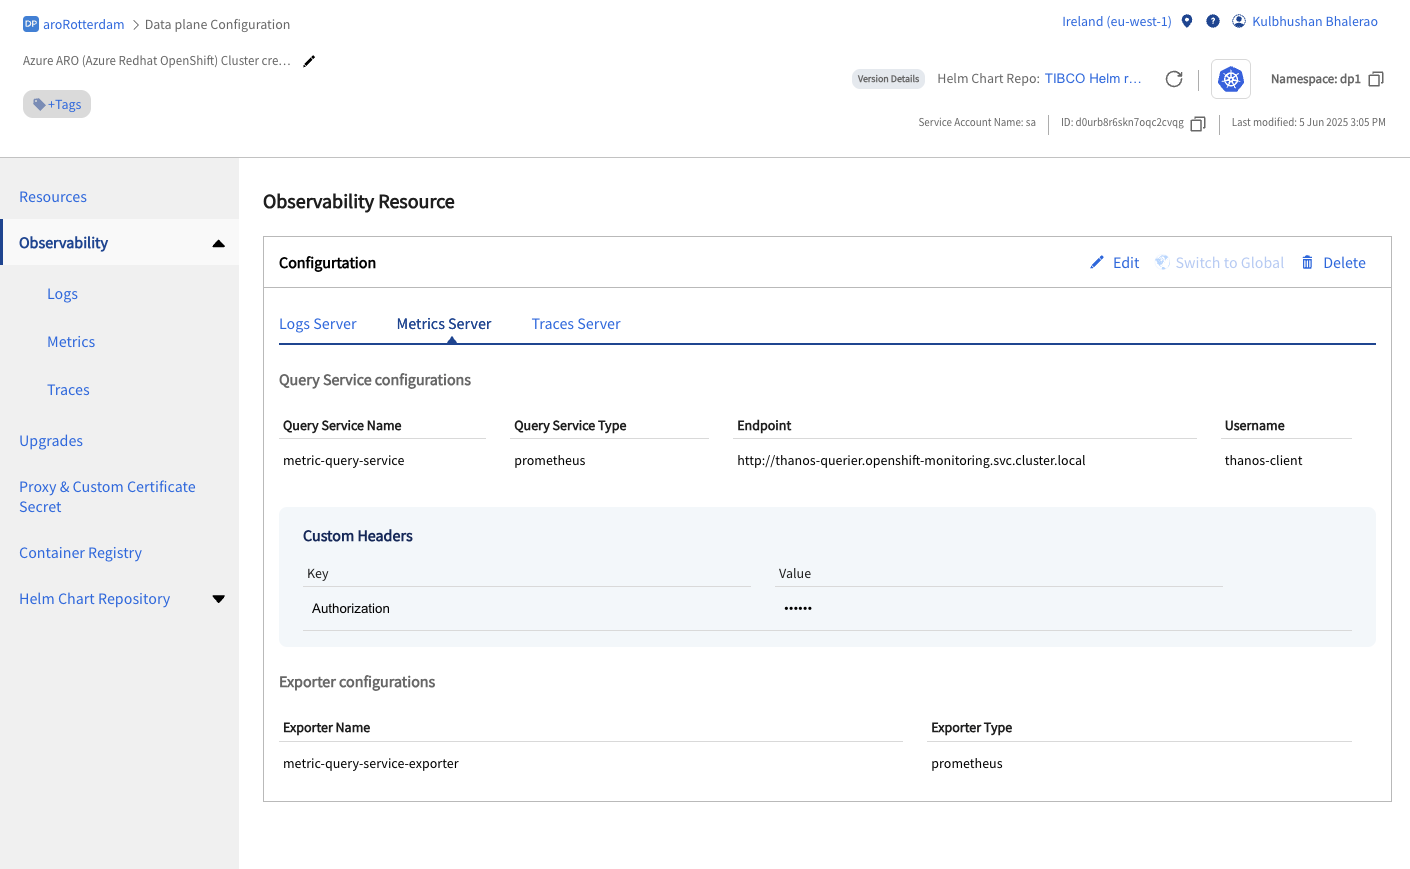 DP aroRotterdam > Data plane Configuration
Ireland (eu-west-1) ? Kulbhushan Bhalerao
Azure ARO (Azure Redhat OpenShift) Cluster cre...
Version Details Helm Chart Repo: TIBCO Helm r... Namespace: dp1
+Tags
Service Account Name: sa ID: d0urb8r6skn7oqc2cvqg Last modified: 5 Jun 2025 3:05 PM
Resources
Observability
Logs
Metrics
Traces
Upgrades
Proxy & Custom Certificate
Secret
Container Registry
Helm Chart Repository
Observability Resource
Configurtation
Edit Switch to Global Delete
Logs Server Metrics Server Traces Server
Query Service configurations
Query Service Name Query Service Type Endpoint Username
metric-query-service prometheus http://thanos-querier.openshift-monitoring.svc.cluster.local thanos-client
Custom Headers
Key Value
Authorization ••••••
Exporter configurations
Exporter Name Exporter Type
metric-query-service-exporter prometheus